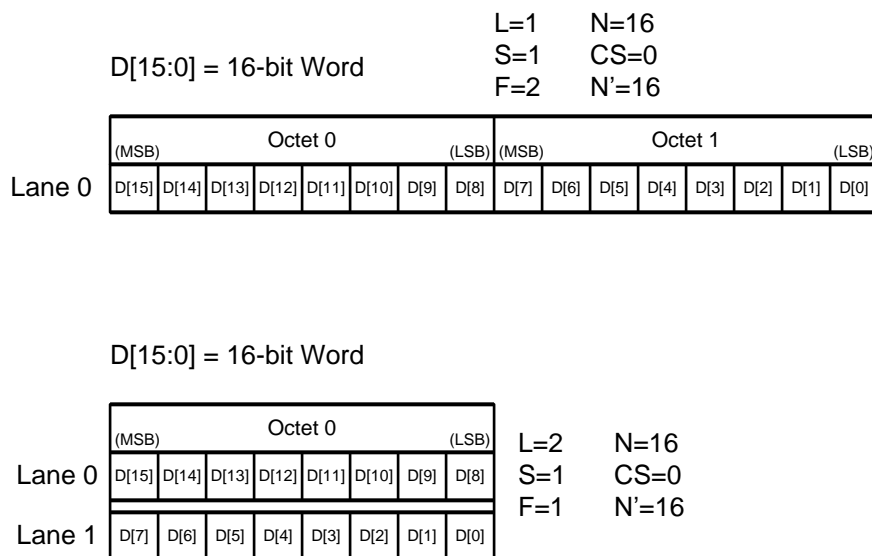 L=1 N=16
D[15:0] = 16-bit Word S=1 CS=0
F=2 N'=16
Octet 0 Octet 1
(MSB) (LSB) (MSB) (LSB)
Lane 0 D[15] D[14] D[13] D[12] D[11] D[10] D[9] D[8] D[7] D[6] D[5] D[4] D[3] D[2] D[1] D[0]
D[15:0] = 16-bit Word
Octet 0
(MSB) (LSB)
L=2 N=16
Lane 0 D[15] D[14] D[13] D[12] D[11] D[10] D[9] D[8] S=1 CS=0
F=1 N'=16
Lane 1 D[7] D[6] D[5] D[4] D[3] D[2] D[1] D[0]